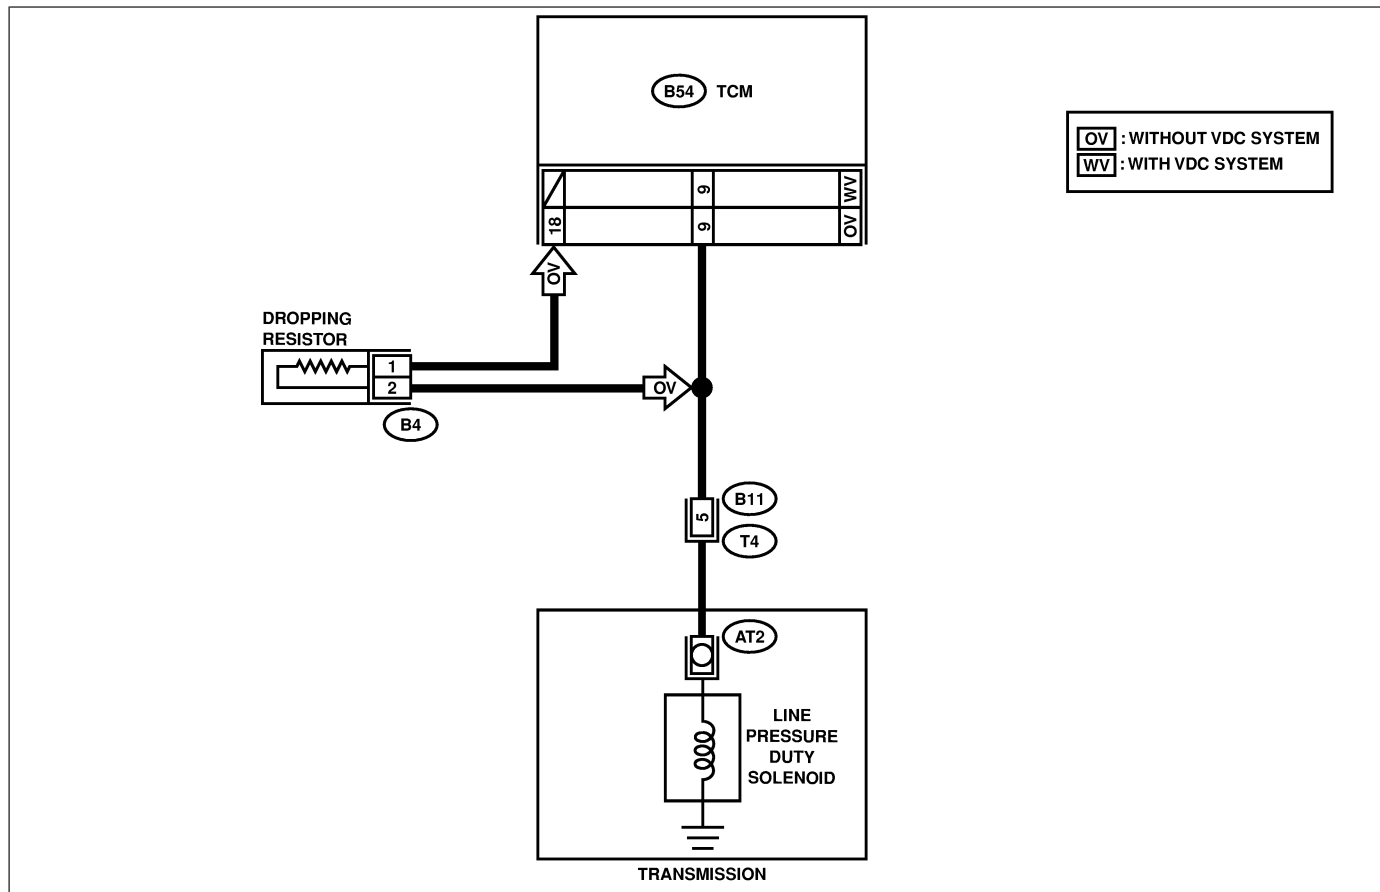 B54 TCM
OV : WITHOUT VDC SYSTEM
WV : WITH VDC SYSTEM
9 WV
18 9 OV
OV
DROPPING
RESISTOR
1
2
OV
B4
B11
5
T4
AT2
LINE
PRESSURE
DUTY
SOLENOID
TRANSMISSION